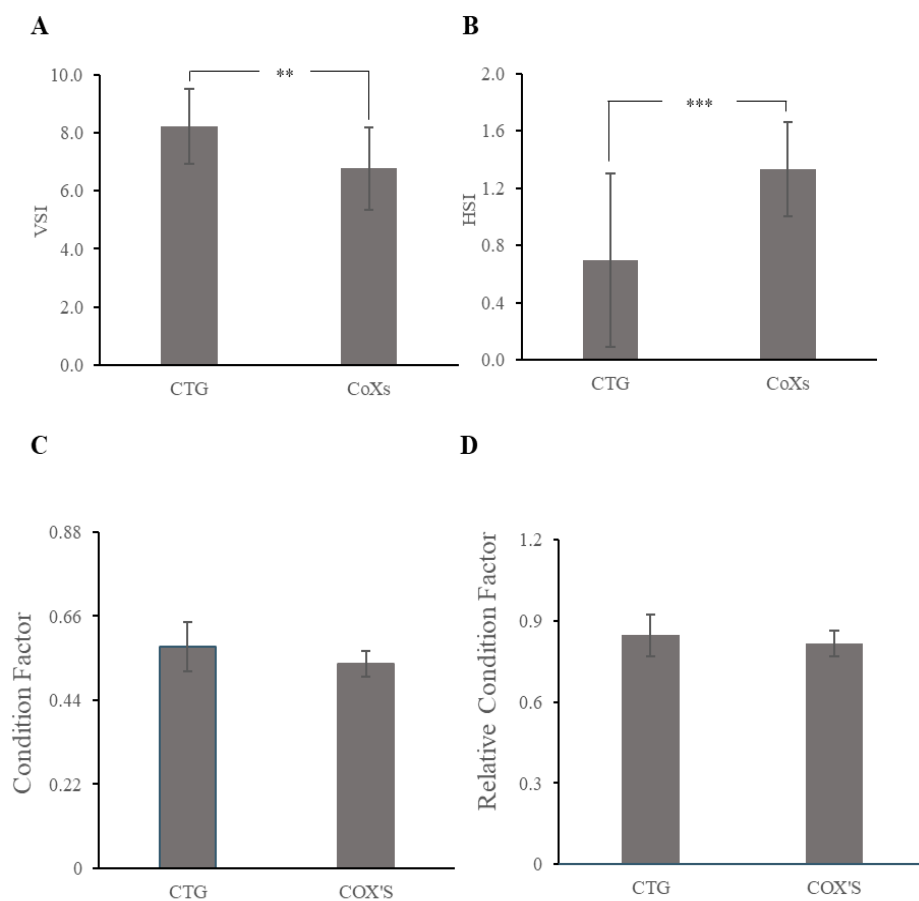 A
VSI
10.0
8.0
6.0
4.0
2.0
0.0
**
CTG
CoXs
B
HSI
2.0
1.6
1.2
0.8
0.4
0.0
***
CTG
CoXs
C
Condition Factor
0.88
0.66
0.44
0.22
0
CTG
COX'S
D
Relative Condition Factor
1.2
0.9
0.6
0.3
0
CTG
COX'S